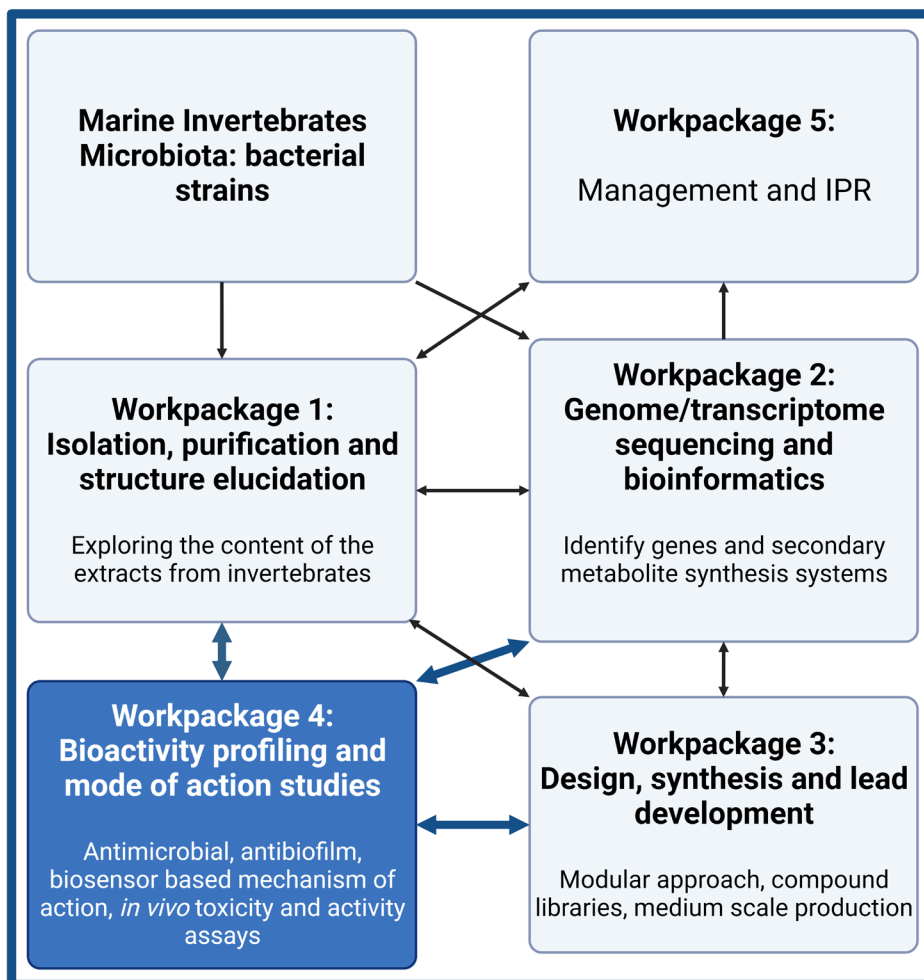 Marine Invertebrates
Microbiota: bacterial
strains
Workpackage 5:
Management and IPR
Workpackage 1:
Isolation, purification and
structure elucidation
Exploring the content of the
extracts from invertebrates
Workpackage 2:
Genome/transcriptome
sequencing and
bioinformatics
Identify genes and secondary
metabolite synthesis systems
Workpackage 4:
Bioactivity profiling and
mode of action studies
Antimicrobial, antibiofilm,
biosensor based mechanism of
action, in vivo toxicity and activity
assays
Workpackage 3:
Design, synthesis and lead
development
Modular approach, compound
libraries, medium scale production